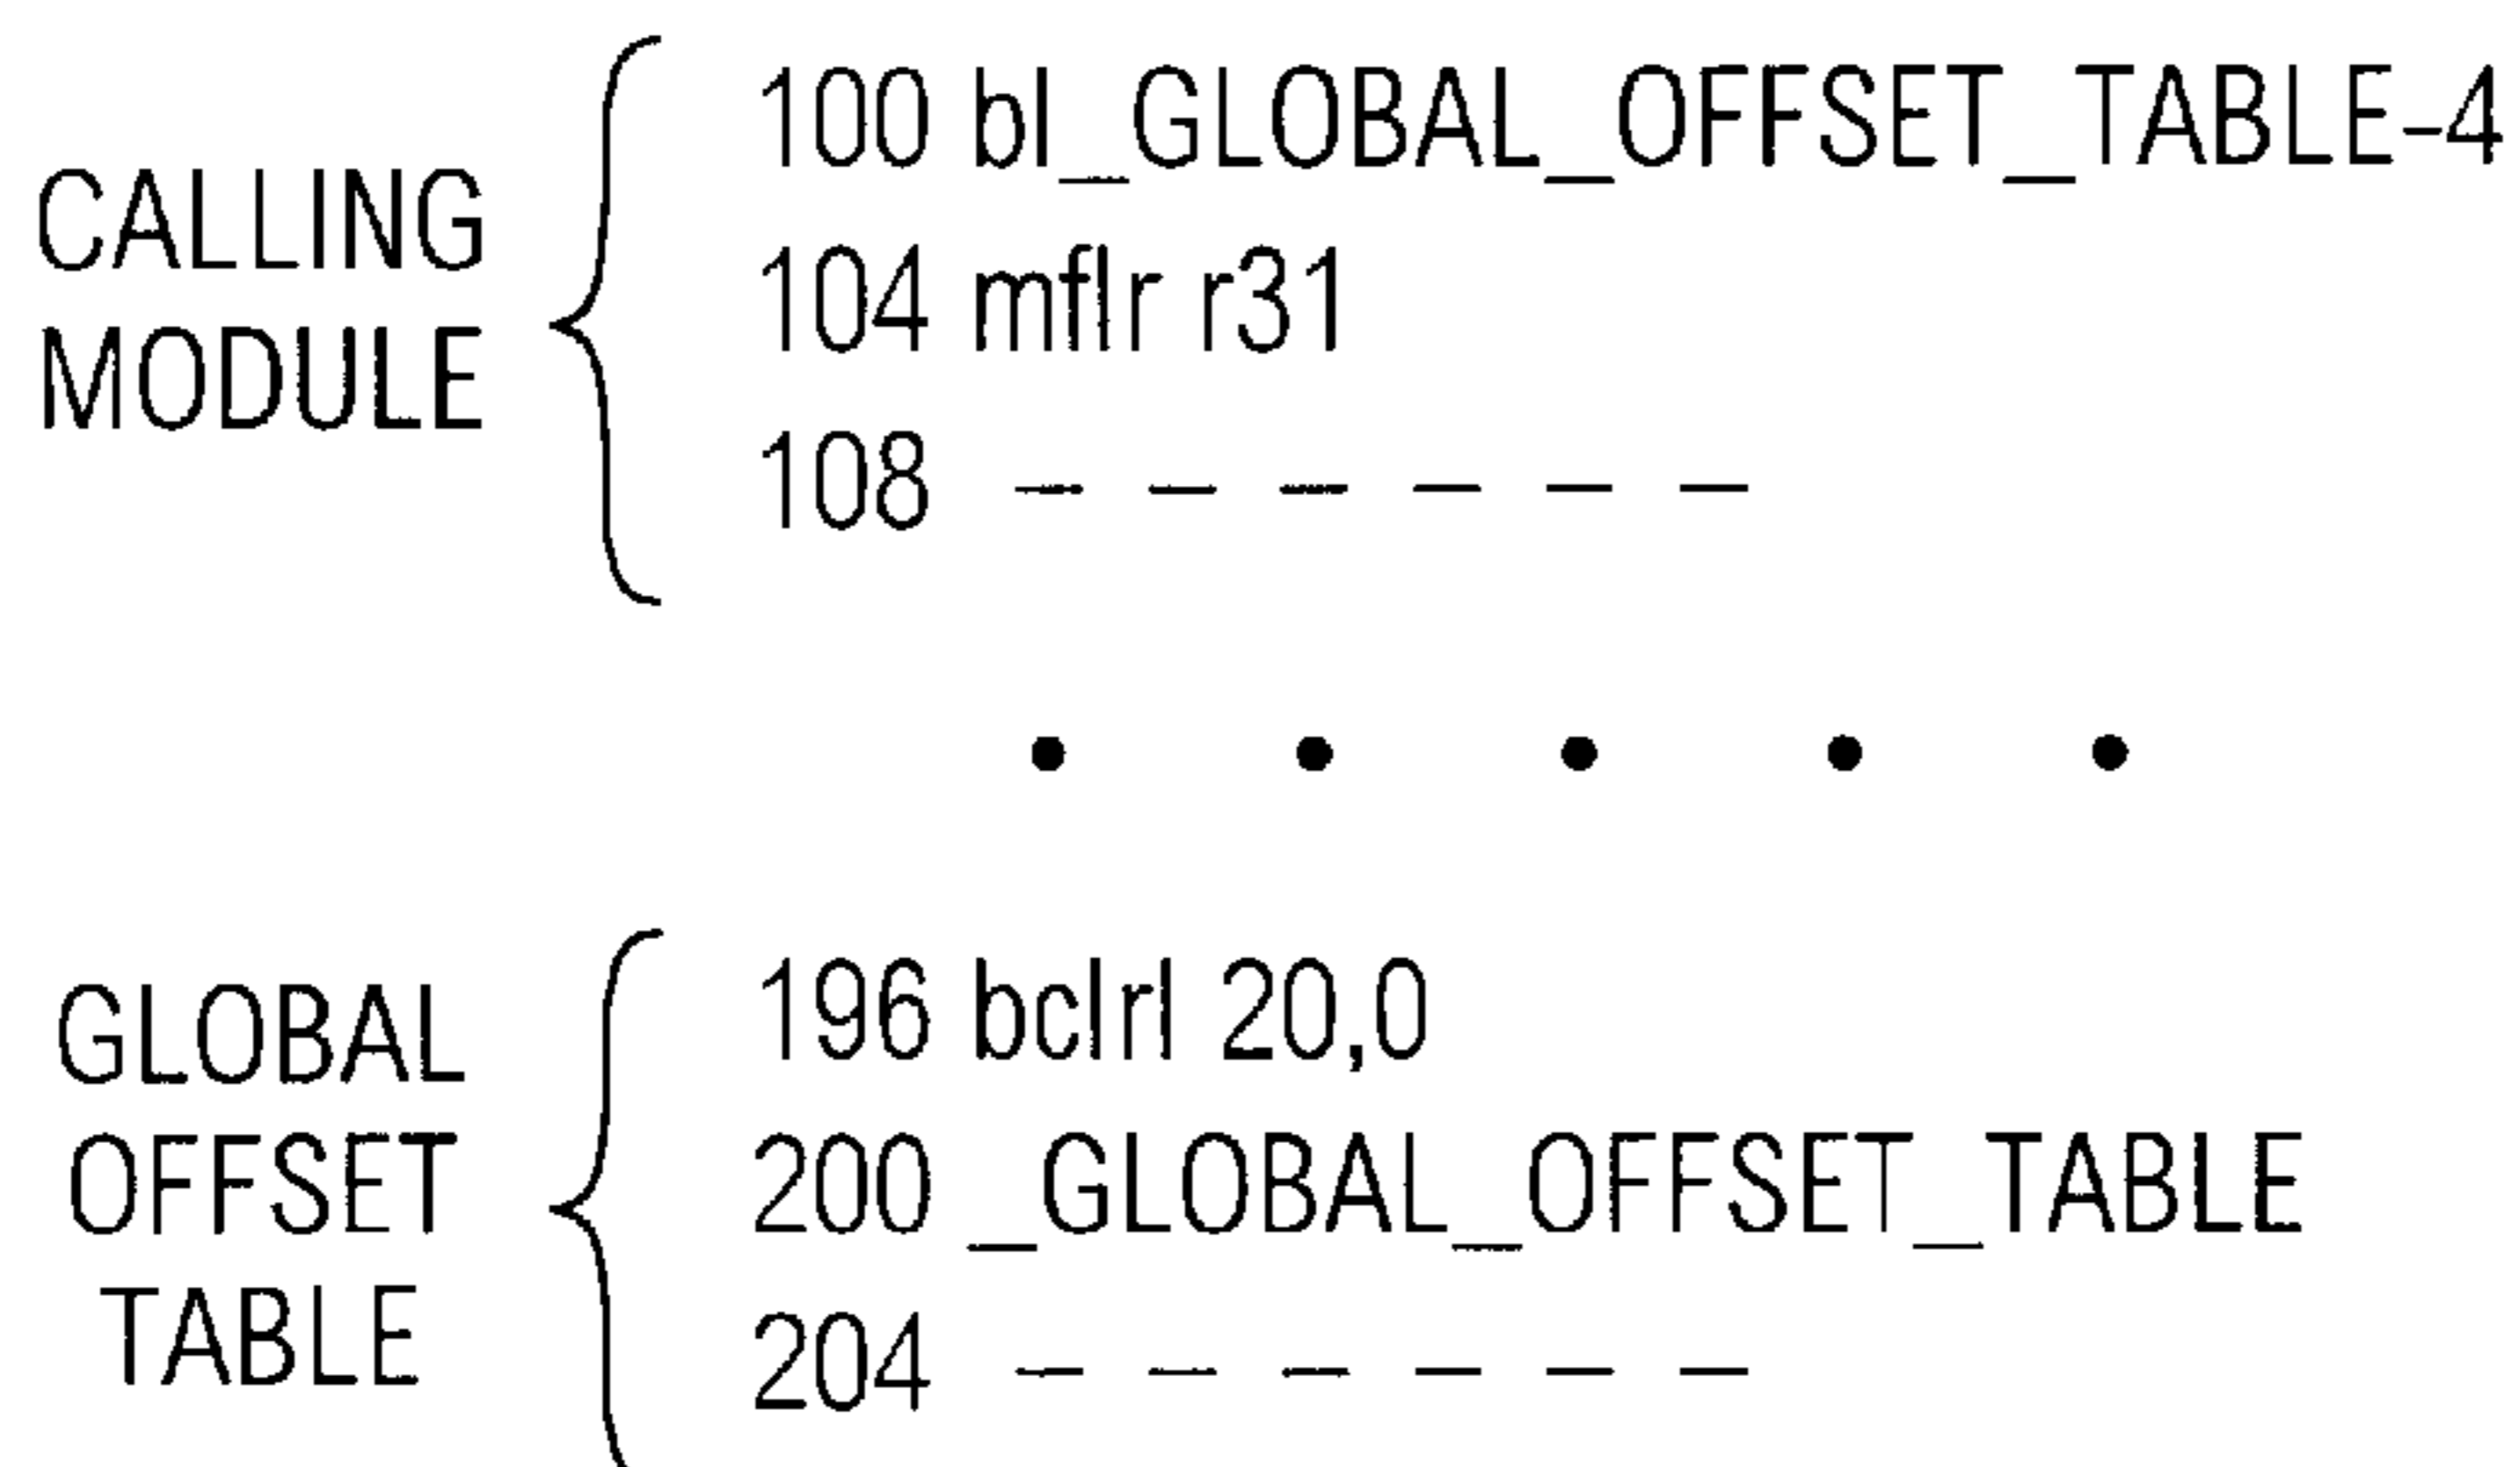 CALLING
MODULE
100 bl_GLOBAL_OFFSET_TABLE-4
104 mflr r31
108 – – – – – –
• • • • •
GLOBAL
OFFSET
TABLE
196 bclrl 20,0
200 _GLOBAL_OFFSET_TABLE
204 – – – – – –